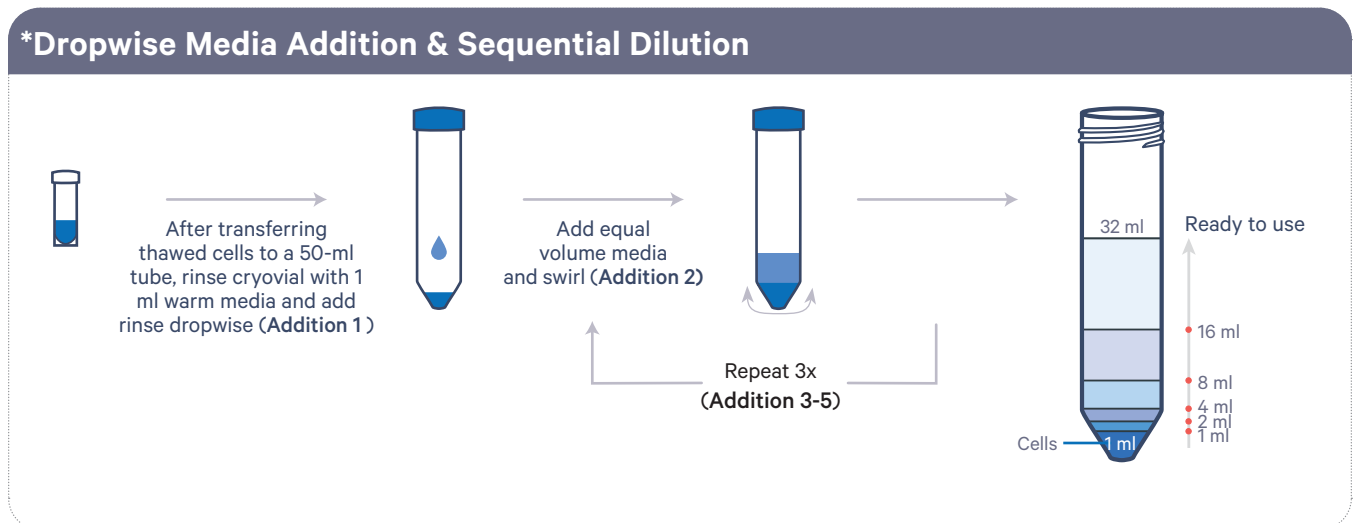 *Dropwise Media Addition & Sequential Dilution
After transferring
thawed cells to a 50-ml
tube, rinse cryovial with 1
ml warm media and add
rinse dropwise (Addition 1)
Add equal
volume media
and swirl (Addition 2)
Repeat 3x
(Addition 3-5)
32 ml
Ready to use
16 ml
8 ml
4 ml
2 ml
1 ml
Cells
1 ml